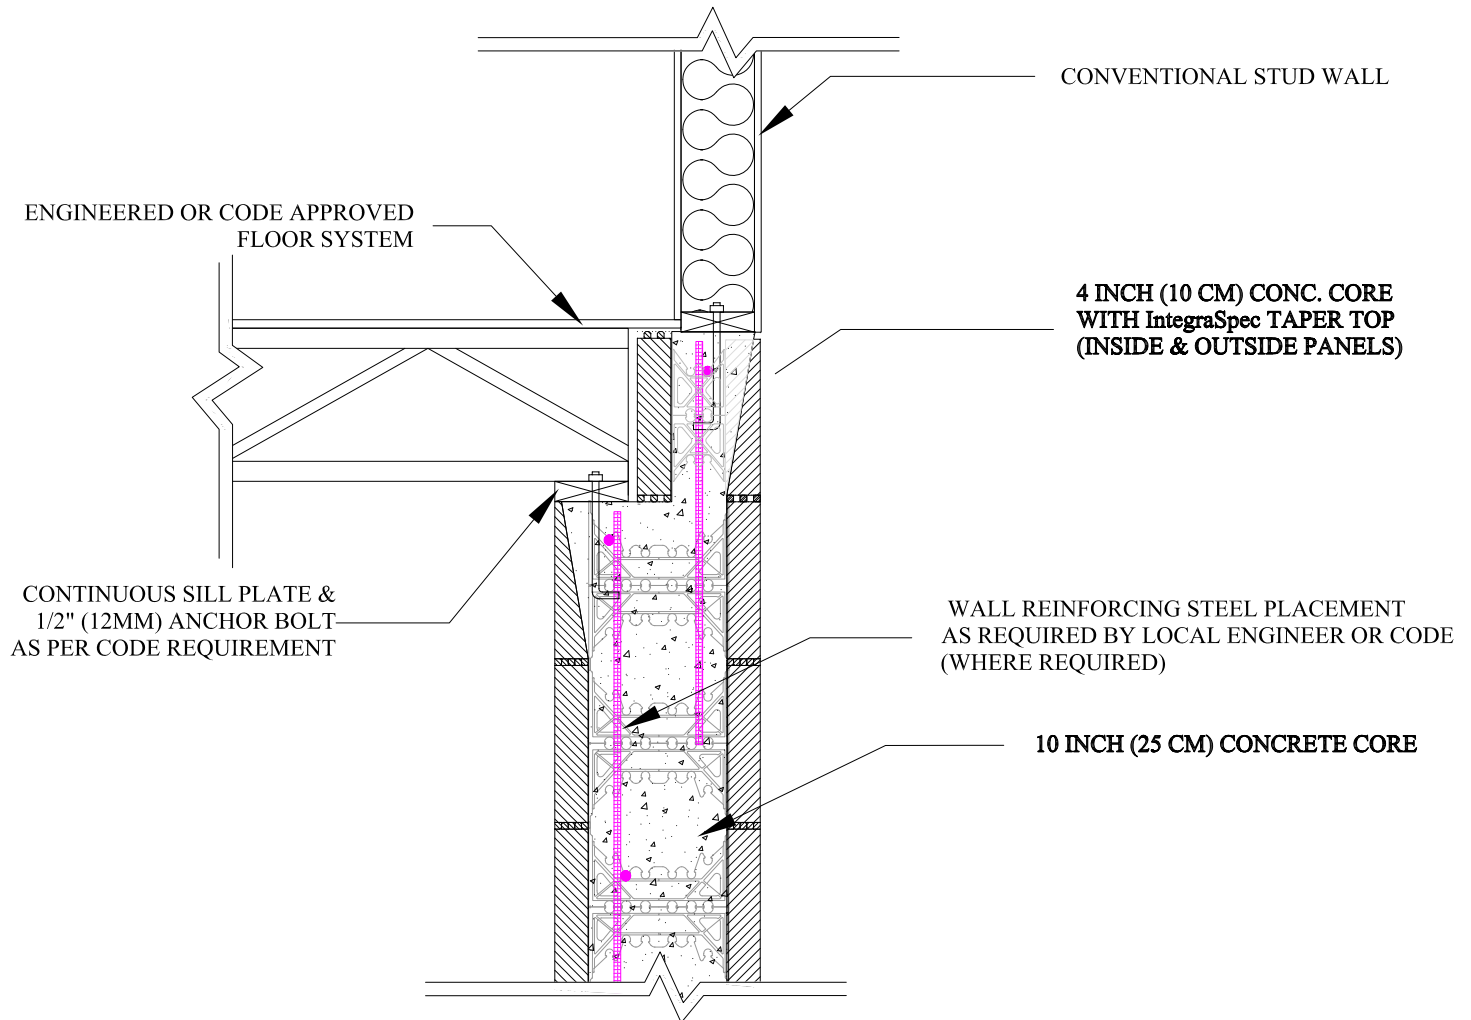 CONVENTIONAL STUD WALL
ENGINEERED OR CODE APPROVED
FLOOR SYSTEM
4 INCH (10 CM) CONC. CORE
WITH IntegraSpec TAPER TOP
(INSIDE & OUTSIDE PANELS)
CONTINUOUS SILL PLATE &
1/2" (12MM) ANCHOR BOLT
AS PER CODE REQUIREMENT
WALL REINFORCING STEEL PLACEMENT
AS REQUIRED BY LOCAL ENGINEER OR CODE
(WHERE REQUIRED)
10 INCH (25 CM) CONCRETE CORE